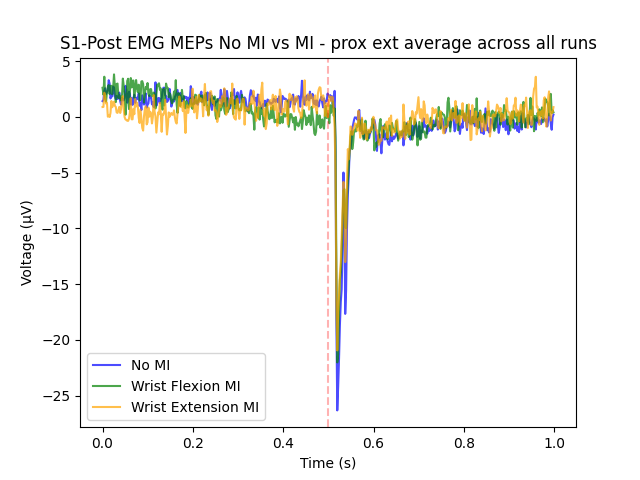 S1-Post EMG MEPs No MI vs MI - prox ext average across all runs
5
0
−5
−10
−15
−20
−25
Voltage (μV)
No MI
Wrist Flexion MI
Wrist Extension MI
0.0 0.2 0.4 0.6 0.8 1.0
Time (s)